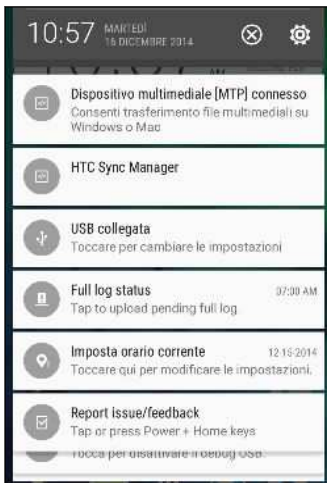 10:57
MARTEDÌ
16 DICEMBRE 2014
Dispositivo multimediale [MTP] connesso
Consenti trasferimento file multimediali su
Windows o Mac
HTC Sync Manager
USB collegata
Toccare per cambiare le impostazioni
Full log status 07:00 AM
Tap to upload pending full log
Imposta orario corrente 12-15-2014
Toccare qui per modificare le impostazioni.
Report issue/feedback
Tap or press Power + Home keys
Tocca per disattivare il debug USB.